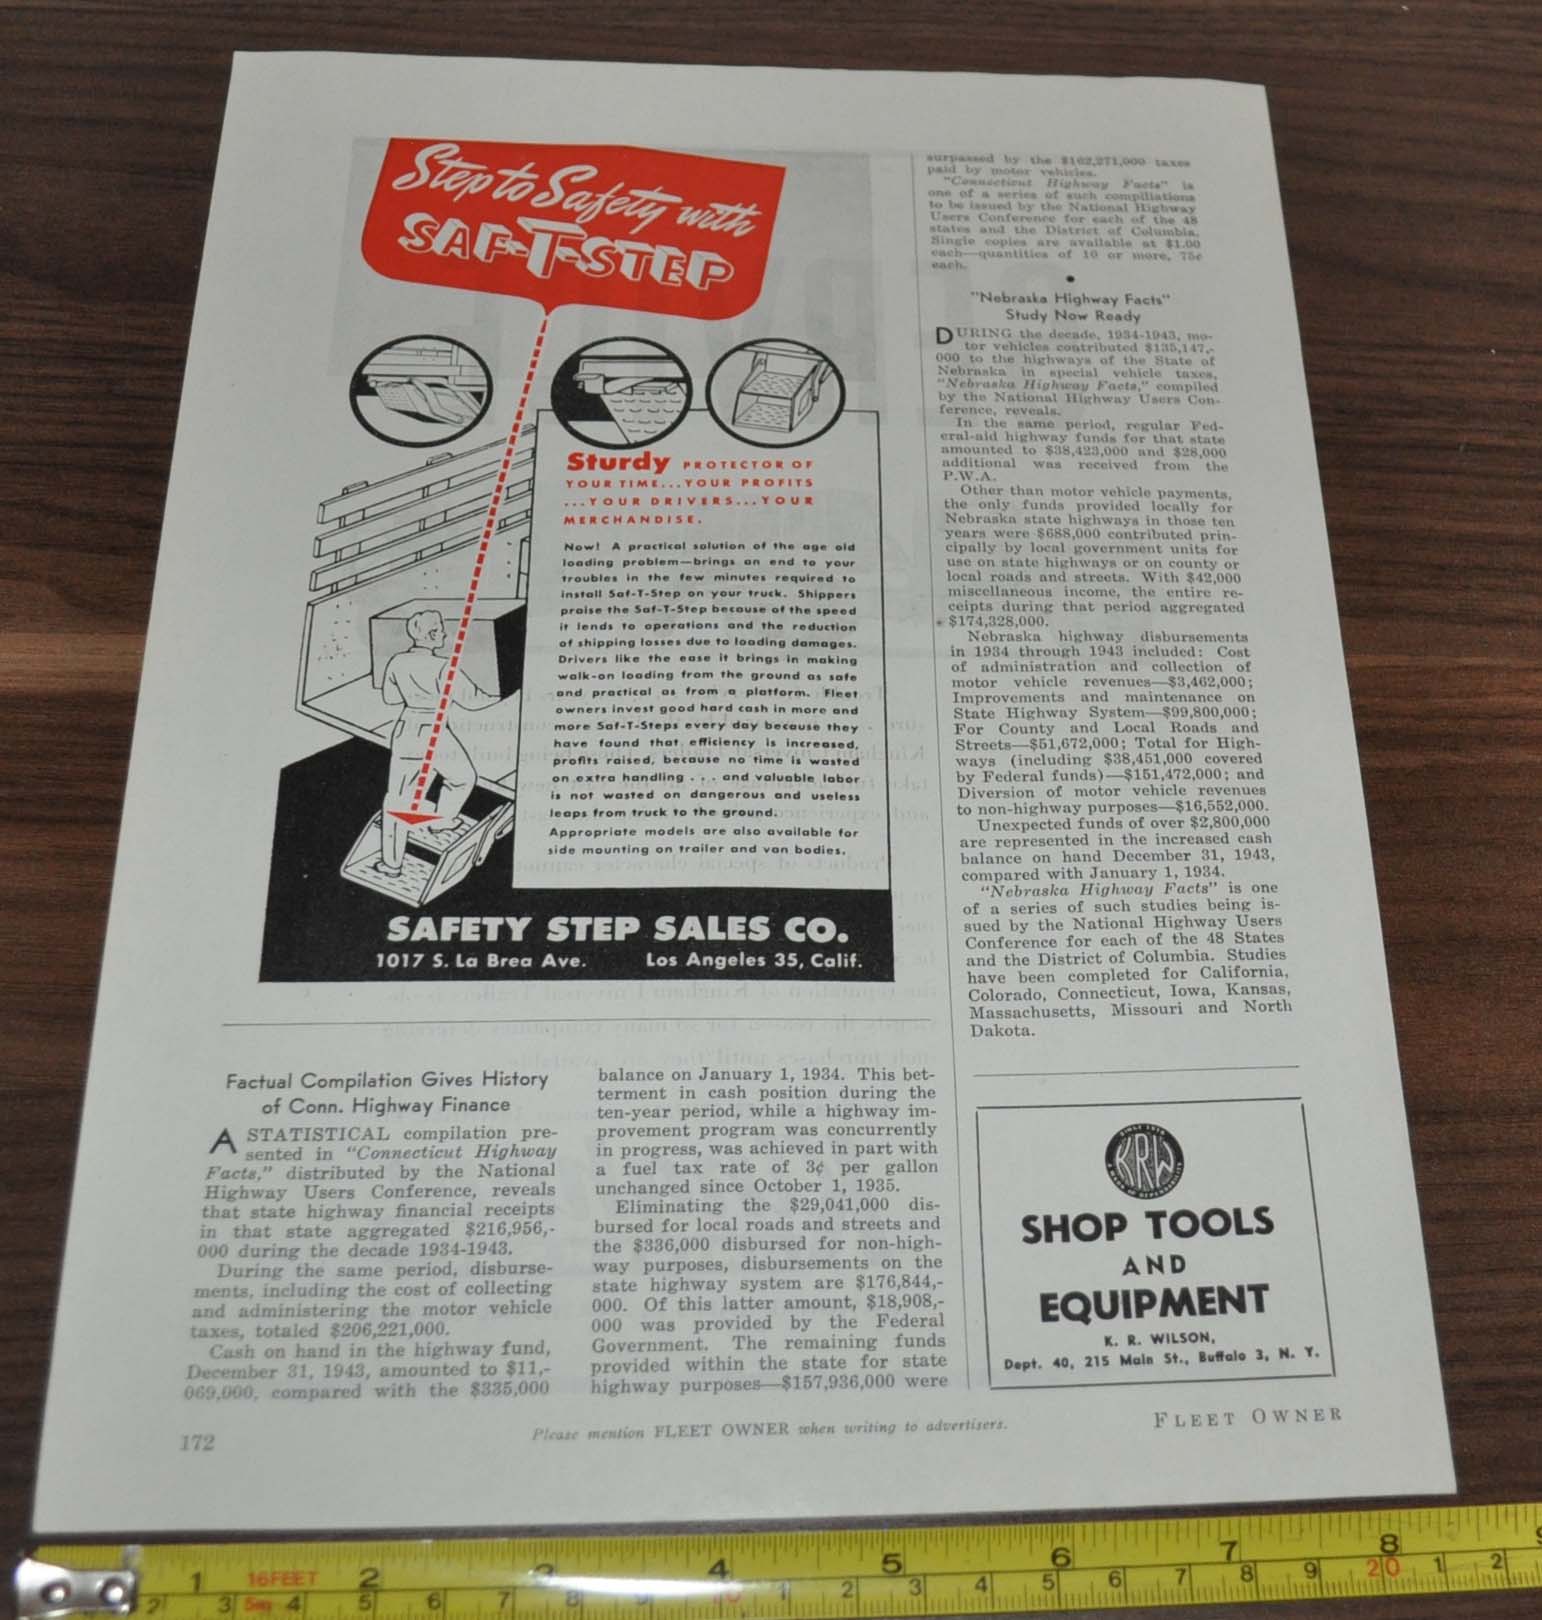 Step to Safety with
SAF-T-STEP
Sturdy PROTECTOR OF
YOUR TIME...YOUR PROFITS
...YOUR DRIVERS...YOUR
MERCHANDISE.
Now! A practical solution of the age old
loading problem—brings an end to your
troubles in the few minutes required to
install Saf-T-Step on your truck. Shippers
praise the Saf-T-Step because of the speed
it lends to operations and the reduction
of shipping losses due to loading damages.
Drivers like the ease it brings in making
walk-on loading from the ground as safe
and practical as from a platform. Fleet
owners invest good hard cash in more and
more Saf-T-Steps every day because they
have found that efficiency is increased,
profits raised, because no time is wasted
on extra handling . . . and valuable labor
is not wasted on dangerous and useless
leaps from truck to the ground.
Appropriate models are also available for
side mounting on trailer and van bodies.
SAFETY STEP SALES CO.
1017 S. La Brea Ave. Los Angeles 35, Calif.
Factual Compilation Gives History
of Conn. Highway Finance
A STATISTICAL compilation pre-
sented in "Connecticut Highway
Facts," distributed by the National
Highway Users Conference, reveals
that state highway financial receipts
in that state aggregated $216,956,-
000 during the decade 1934-1943.
During the same period, disburse-
ments, including the cost of collecting
and administering the motor vehicle
taxes, totaled $206,221,000.
Cash on hand in the highway fund,
December 31, 1943, amounted to $11,-
069,000, compared with the $335,000
balance on January 1, 1934. This bet-
terment in cash position during the
ten-year period, while a highway im-
provement program was concurrently
in progress, was achieved in part with
a fuel tax rate of 3¢ per gallon
unchanged since October 1, 1935.
Eliminating the $29,041,000 dis-
bursed for local roads and streets and
the $336,000 disbursed for non-high-
way purposes, disbursements on the
state highway system are $176,844,-
000. Of this latter amount, $18,908,-
000 was provided by the Federal
Government. The remaining funds
provided within the state for state
highway purposes—$157,936,000 were
surpassed by the $162,271,000 taxes
paid by motor vehicles.
"Connecticut Highway Facts" is
one of a series of such compilations
to be issued by the National Highway
Users Conference for each of the 48
states and the District of Columbia.
Single copies are available at $1.00
each—quantities of 10 or more, 75¢
each.
"Nebraska Highway Facts"
Study Now Ready
DURING the decade, 1934-1943, mo-
tor vehicles contributed $135,147,-
000 to the highways of the State of
Nebraska in special vehicle taxes,
"Nebraska Highway Facts," compiled
by the National Highway Users Con-
ference, reveals.
In the same period, regular Fed-
eral-aid highway funds for that state
amounted to $38,423,000 and $28,000
additional was received from the
P.W.A.
Other than motor vehicle payments,
the only funds provided locally for
Nebraska state highways in those ten
years were $688,000 contributed prin-
cipally by local government units for
use on state highways or on county or
local roads and streets. With $42,000
miscellaneous income, the entire re-
ceipts during that period aggregated
$174,328,000.
Nebraska highway disbursements
in 1934 through 1943 included: Cost
of administration and collection of
motor vehicle revenues—$3,462,000;
Improvements and maintenance on
State Highway System—$99,800,000;
For County and Local Roads and
Streets—$51,672,000; Total for High-
ways (including $38,451,000 covered
by Federal funds)—$151,472,000; and
Diversion of motor vehicle revenues
to non-highway purposes—$16,552,000.
Unexpected funds of over $2,800,000
are represented in the increased cash
balance on hand December 31, 1943,
compared with January 1, 1934.
"Nebraska Highway Facts" is one
of a series of such studies being is-
sued by the National Highway Users
Conference for each of the 48 States
and the District of Columbia. Studies
have been completed for California,
Colorado, Connecticut, Iowa, Kansas,
Massachusetts, Missouri and North
Dakota.
KRW
SHOP TOOLS
AND
EQUIPMENT
K. R. WILSON,
Dept. 40, 215 Main St., Buffalo 3, N. Y.
172
Please mention FLEET OWNER when writing to advertisers.
FLEET OWNER
1 16FEET 2 3 4 5 6 7 8 9
2 3 5m 4 5 6 7 1 2 3 4 5 6 7 8 9 20 1 2